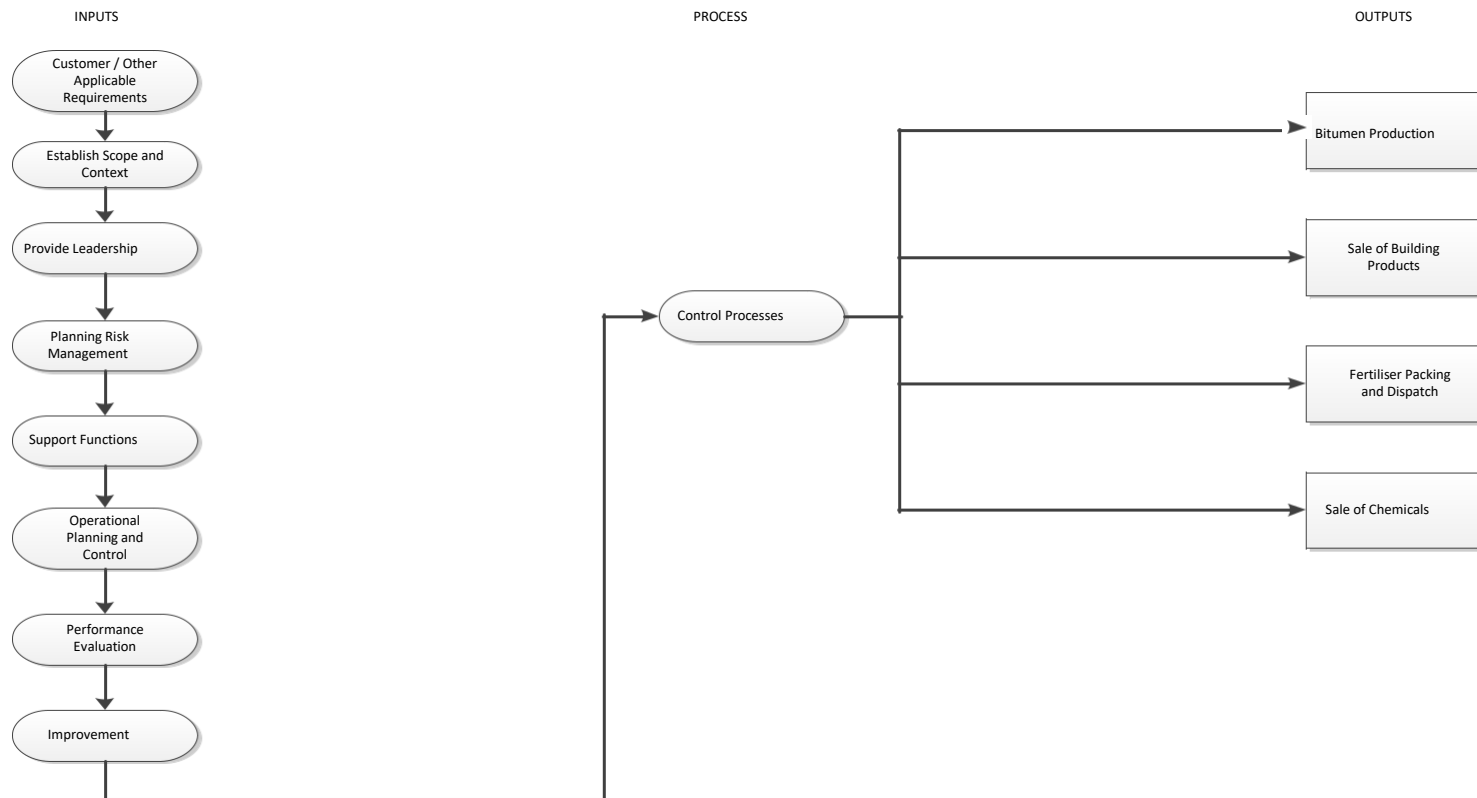 INPUTS
PROCESS
OUTPUTS
Customer / Other
Applicable
Requirements
Establish Scope and
Context
Provide Leadership
Planning Risk
Management
Support Functions
Operational
Planning and
Control
Performance
Evaluation
Improvement
Control Processes
Bitumen Production
Sale of Building
Products
Fertiliser Packing
and Dispatch
Sale of Chemicals